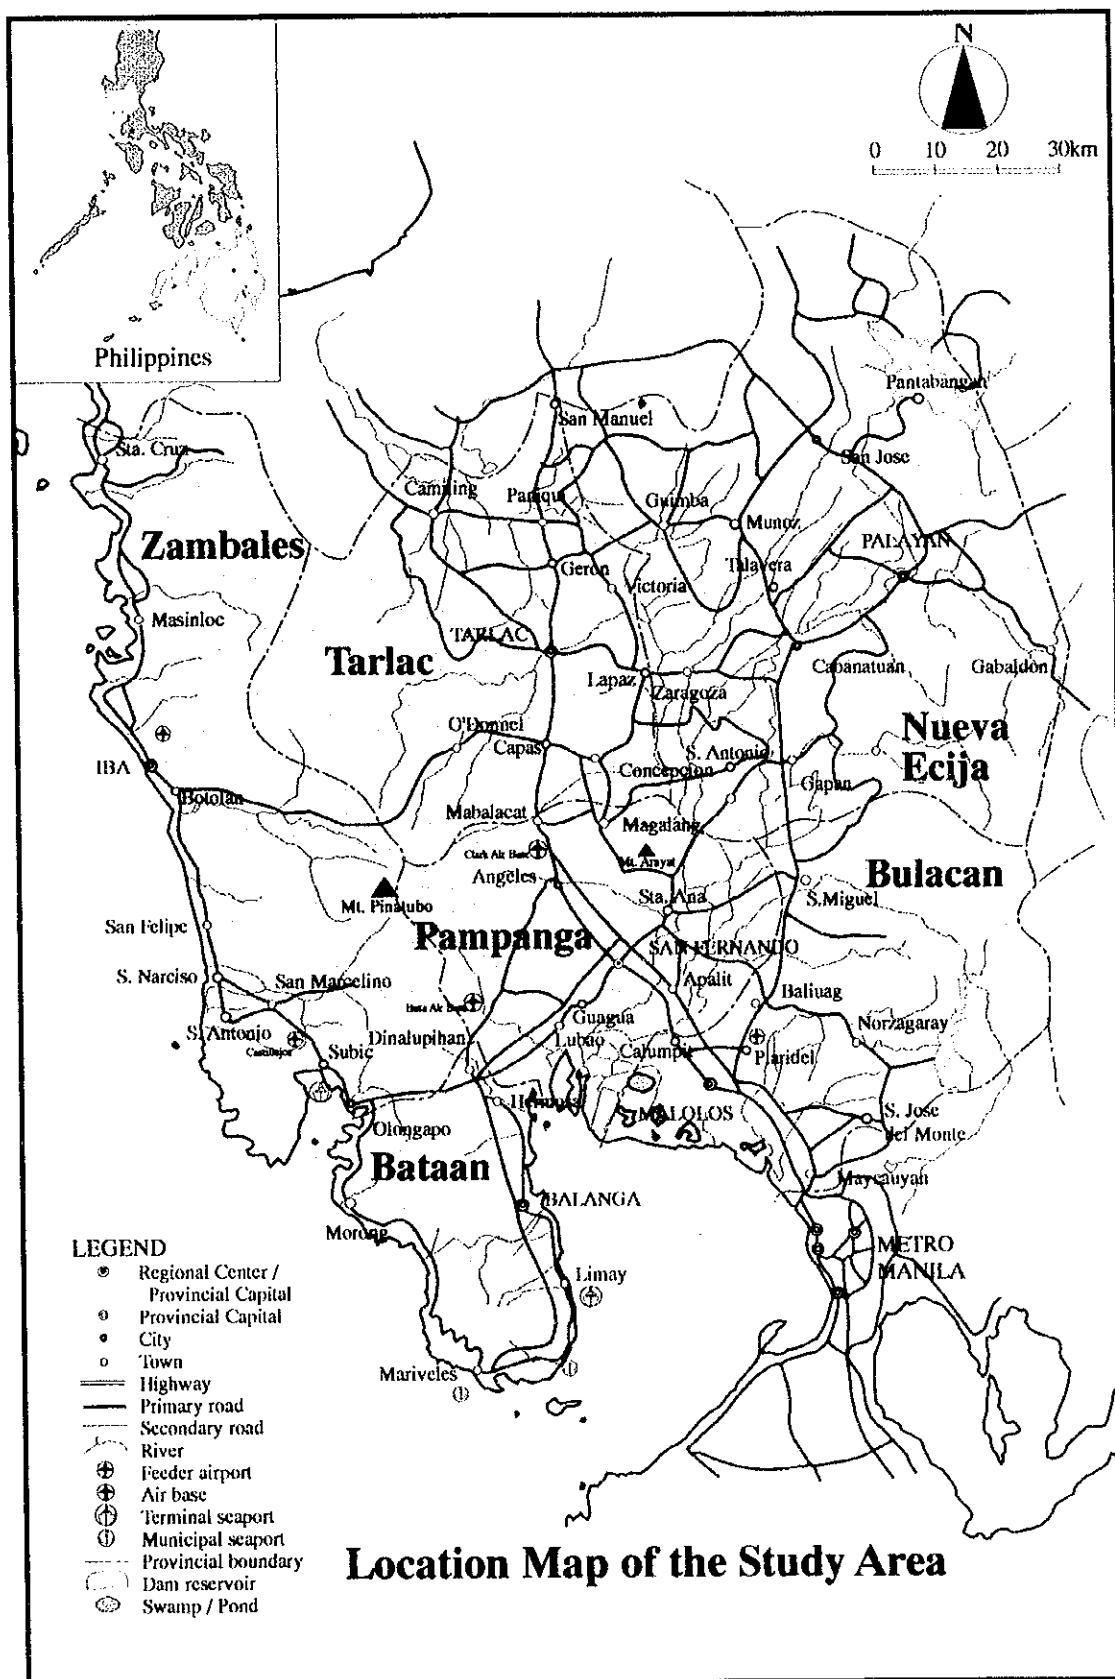 N
0 10 20 30km
Philippines
Pantabangan
San Manuel
Sta. Cruz
San Jose
Camiling
Paniqui
Guimba
Munoz
Zambales
PALAYAN
Gerona
Talavera
Victoria
Masinloc
TARLAC
Tarlac
Lapaz
Zaragoza
Cabanatuan
Gabaldon
O'Donnel
Capas
S. Antonio
Nueva
Ecija
IBA
Concepcion
Gapan
Botolan
Mabalacat
Magalang
Clark Air Base
Mt. Arayat
Angeles
Bulacan
Mt. Pinatubo
Sta. Ana
S.Miguel
San Felipe
Pampanga
SAN FERNANDO
S. Narciso
San Marcelino
Apalit
Baliuag
Basa Air Base
Guagua
Norzagaray
S. Antonio
Castillejos
Dinalupihan
Lubao
Subic
Calumpit
Plaridel
Hermosa
MALOLOS
S. Jose
del Monte
Olongapo
Bataan
Maycauyan
BALANGA
Morong
METRO
MANILA
LEGEND
Regional Center /
Provincial Capital
Provincial Capital
City
Town
Highway
Primary road
Secondary road
River
Feeder airport
Air base
Terminal seaport
Municipal seaport
Provincial boundary
Dam reservoir
Swamp / Pond
Limay
Mariveles
Location Map of the Study Area